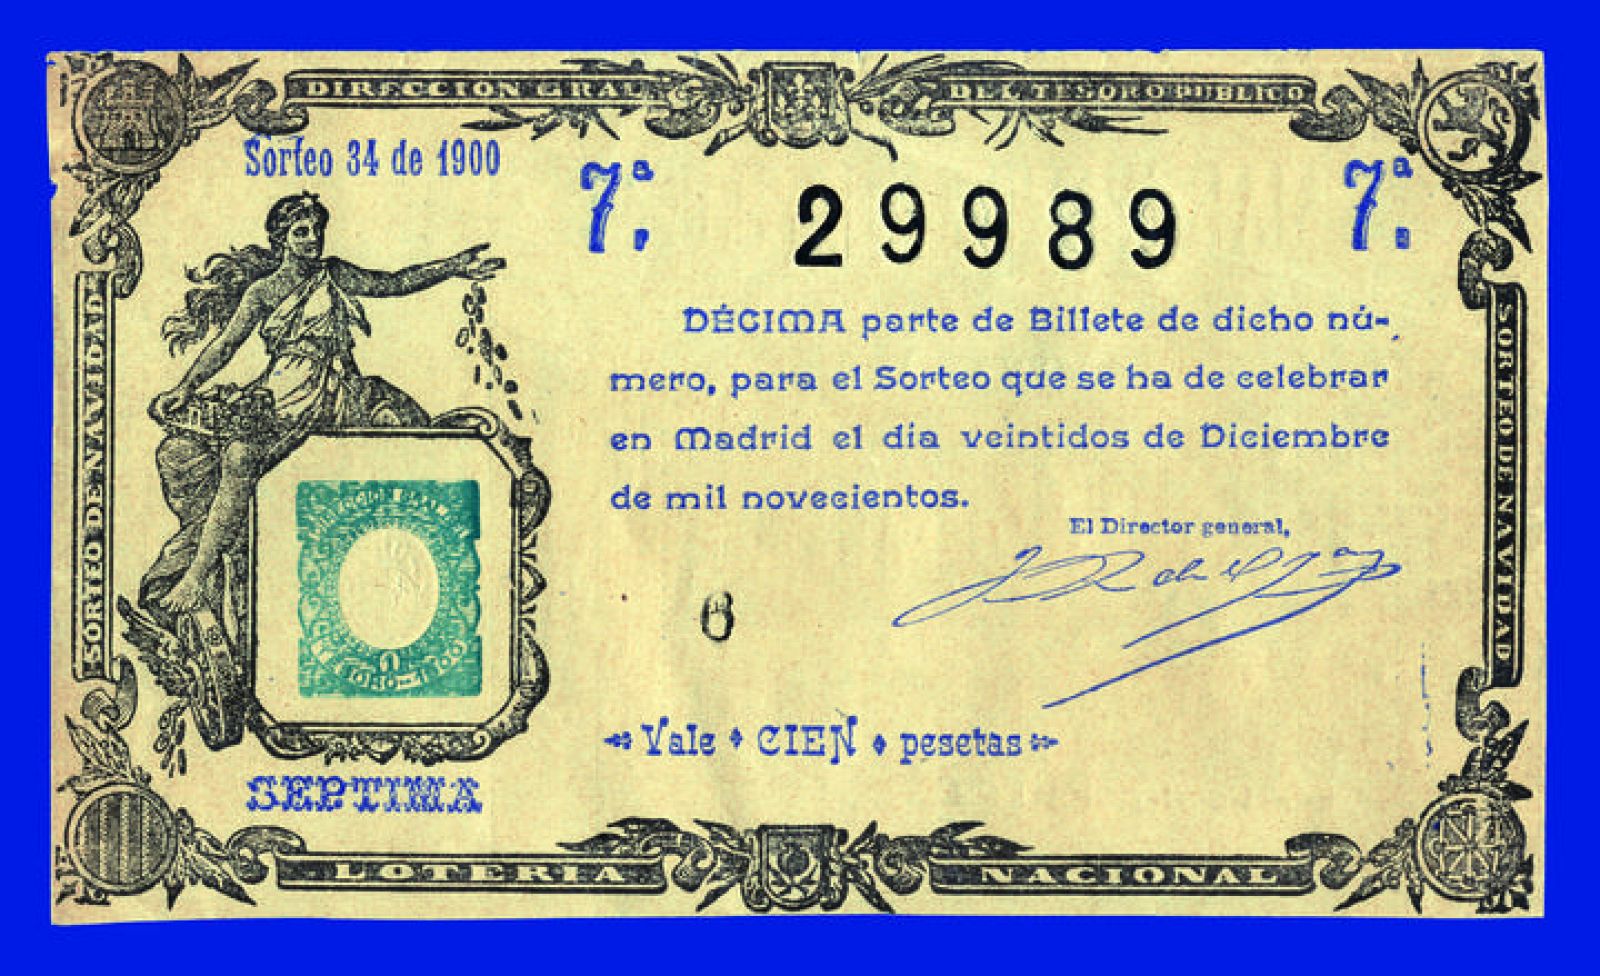 DIRECCION GRAL DEL TESORO PUBLICO
Sorteo 34 de 1900
7.ª 29989 7.ª
DÉCIMA parte de Billete de dicho nú-
mero, para el Sorteo que se ha de celebrar
en Madrid el día veintidos de Diciembre
de mil novecientos.
El Director general,
6
Vale CIEN pesetas
SEPTIMA
LOTERIA NACIONAL
SORTEO DE NAVIDAD
SORTEO DE NAVIDAD